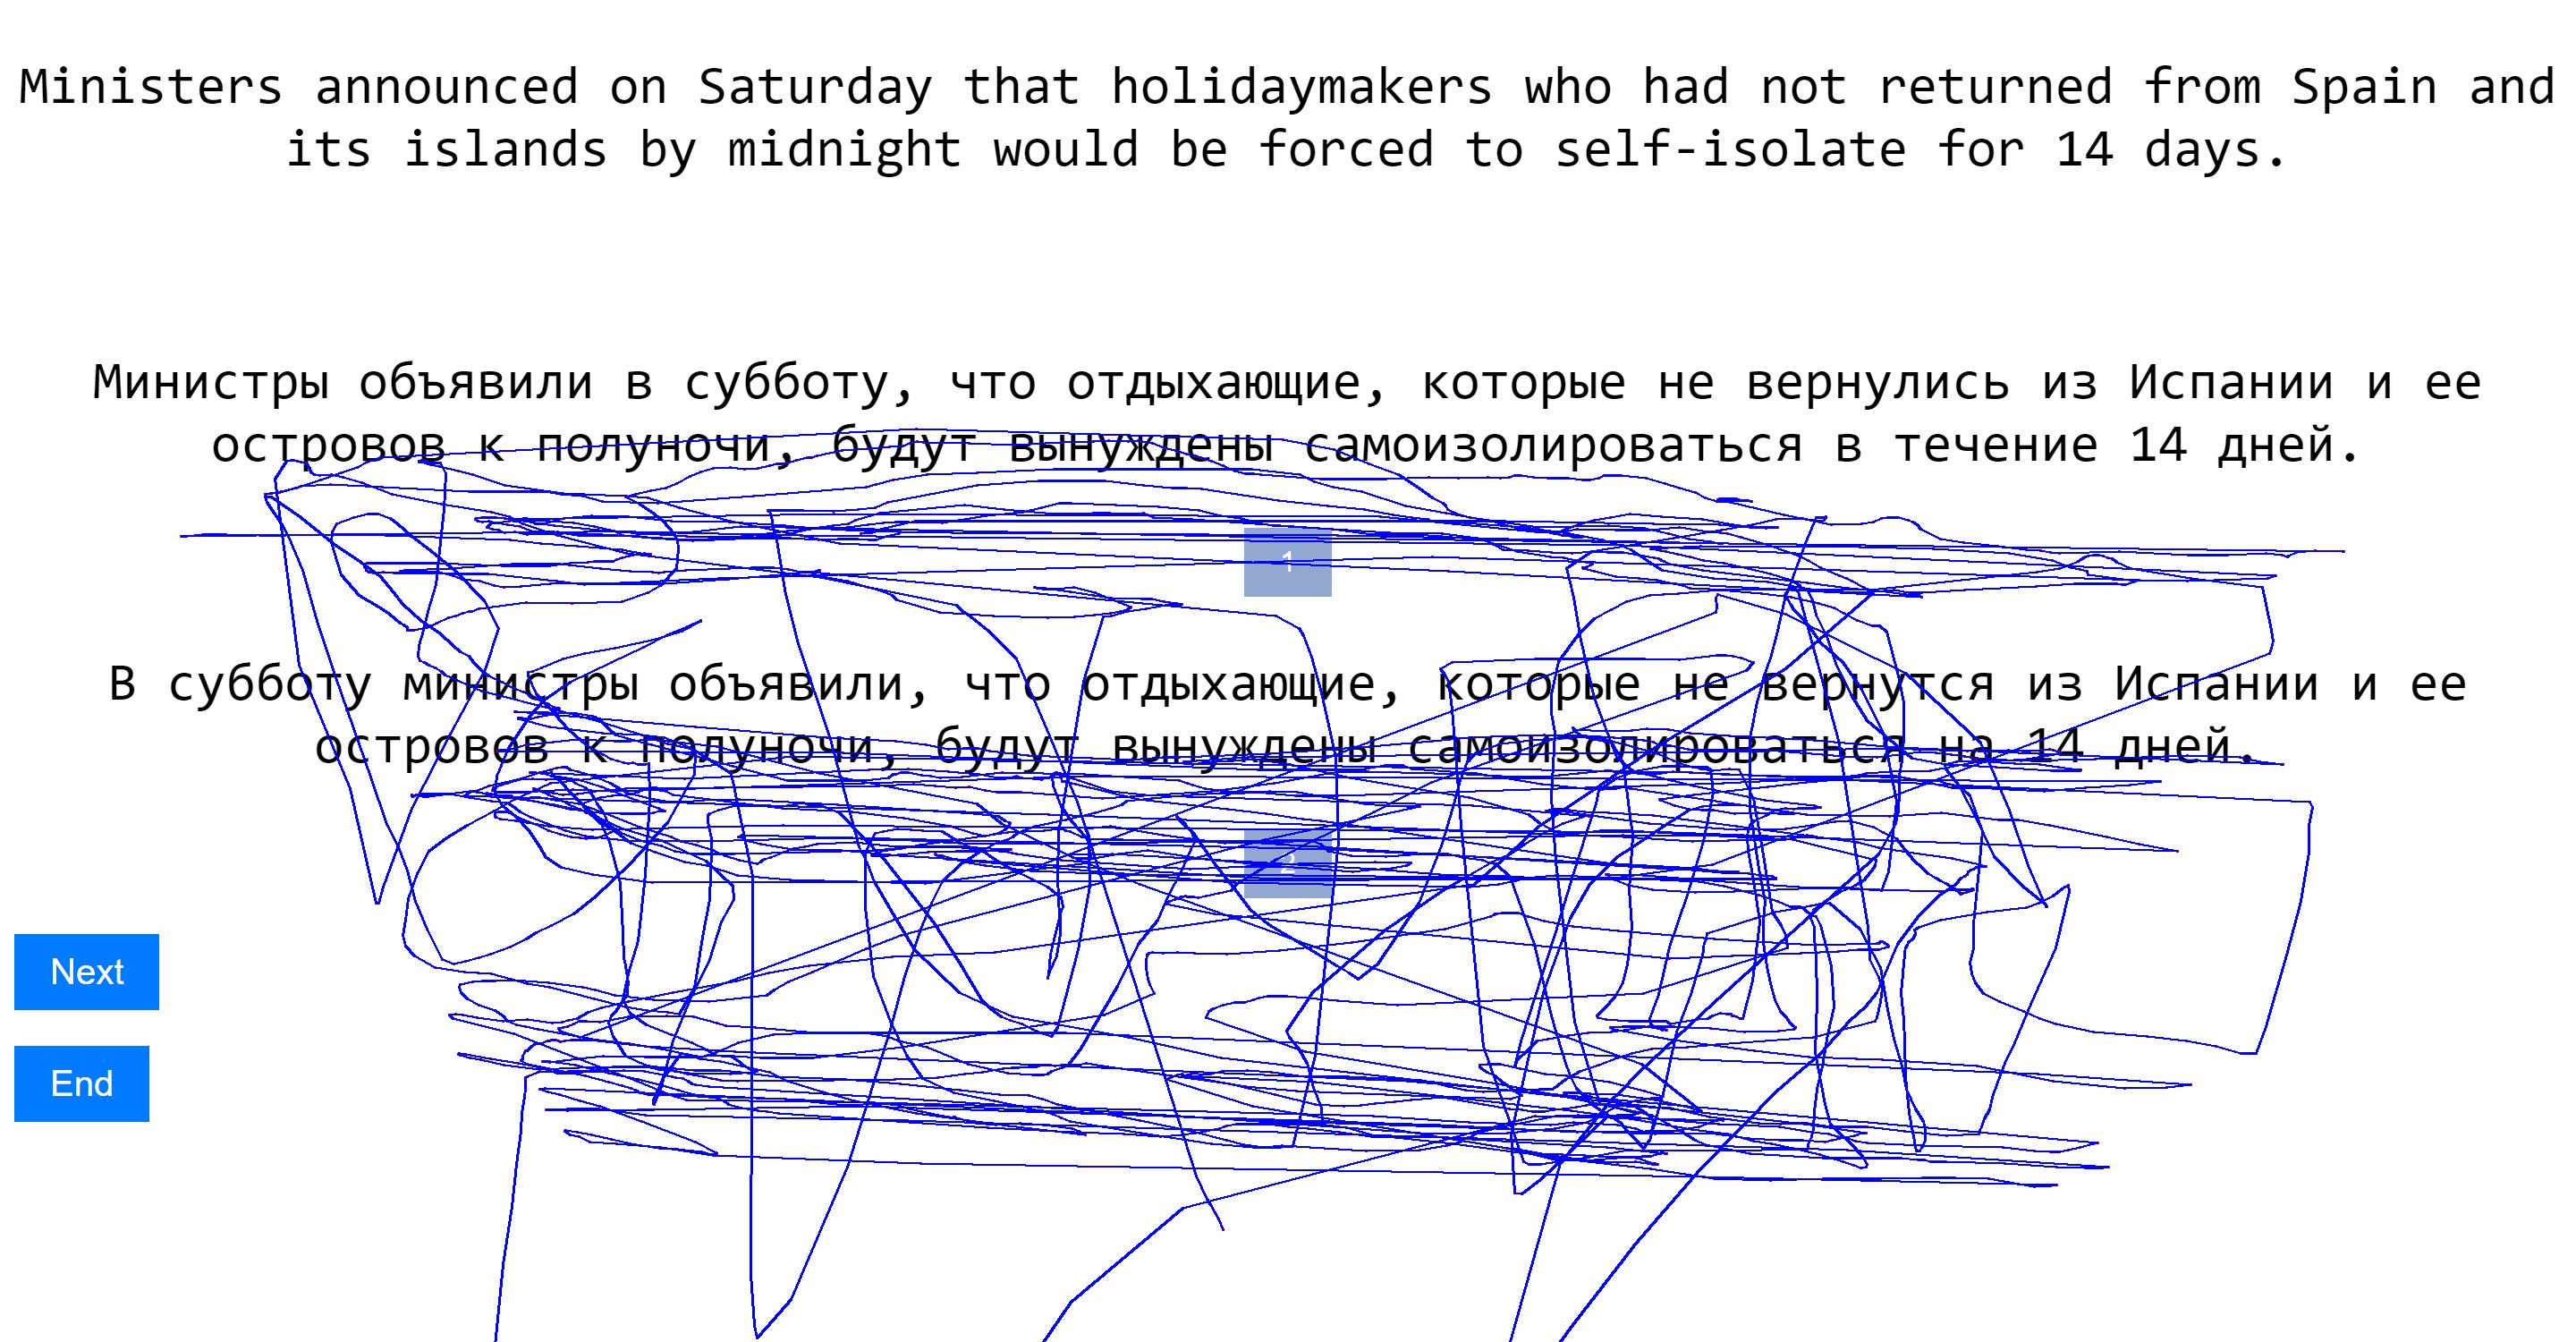 Ministers announced on Saturday that holidaymakers who had not returned from Spain and
its islands by midnight would be forced to self-isolate for 14 days.
Министры объявили в субботу, что отдыхающие, которые не вернулись из Испании и ее
островов к полуночи, будут вынуждены самоизолироваться в течение 14 дней.
1
В субботу министры объявили, что отдыхающие, которые не вернутся из Испании и ее
островов к полуночи, будут вынуждены самоизолироваться на 14 дней.
2
Next
End